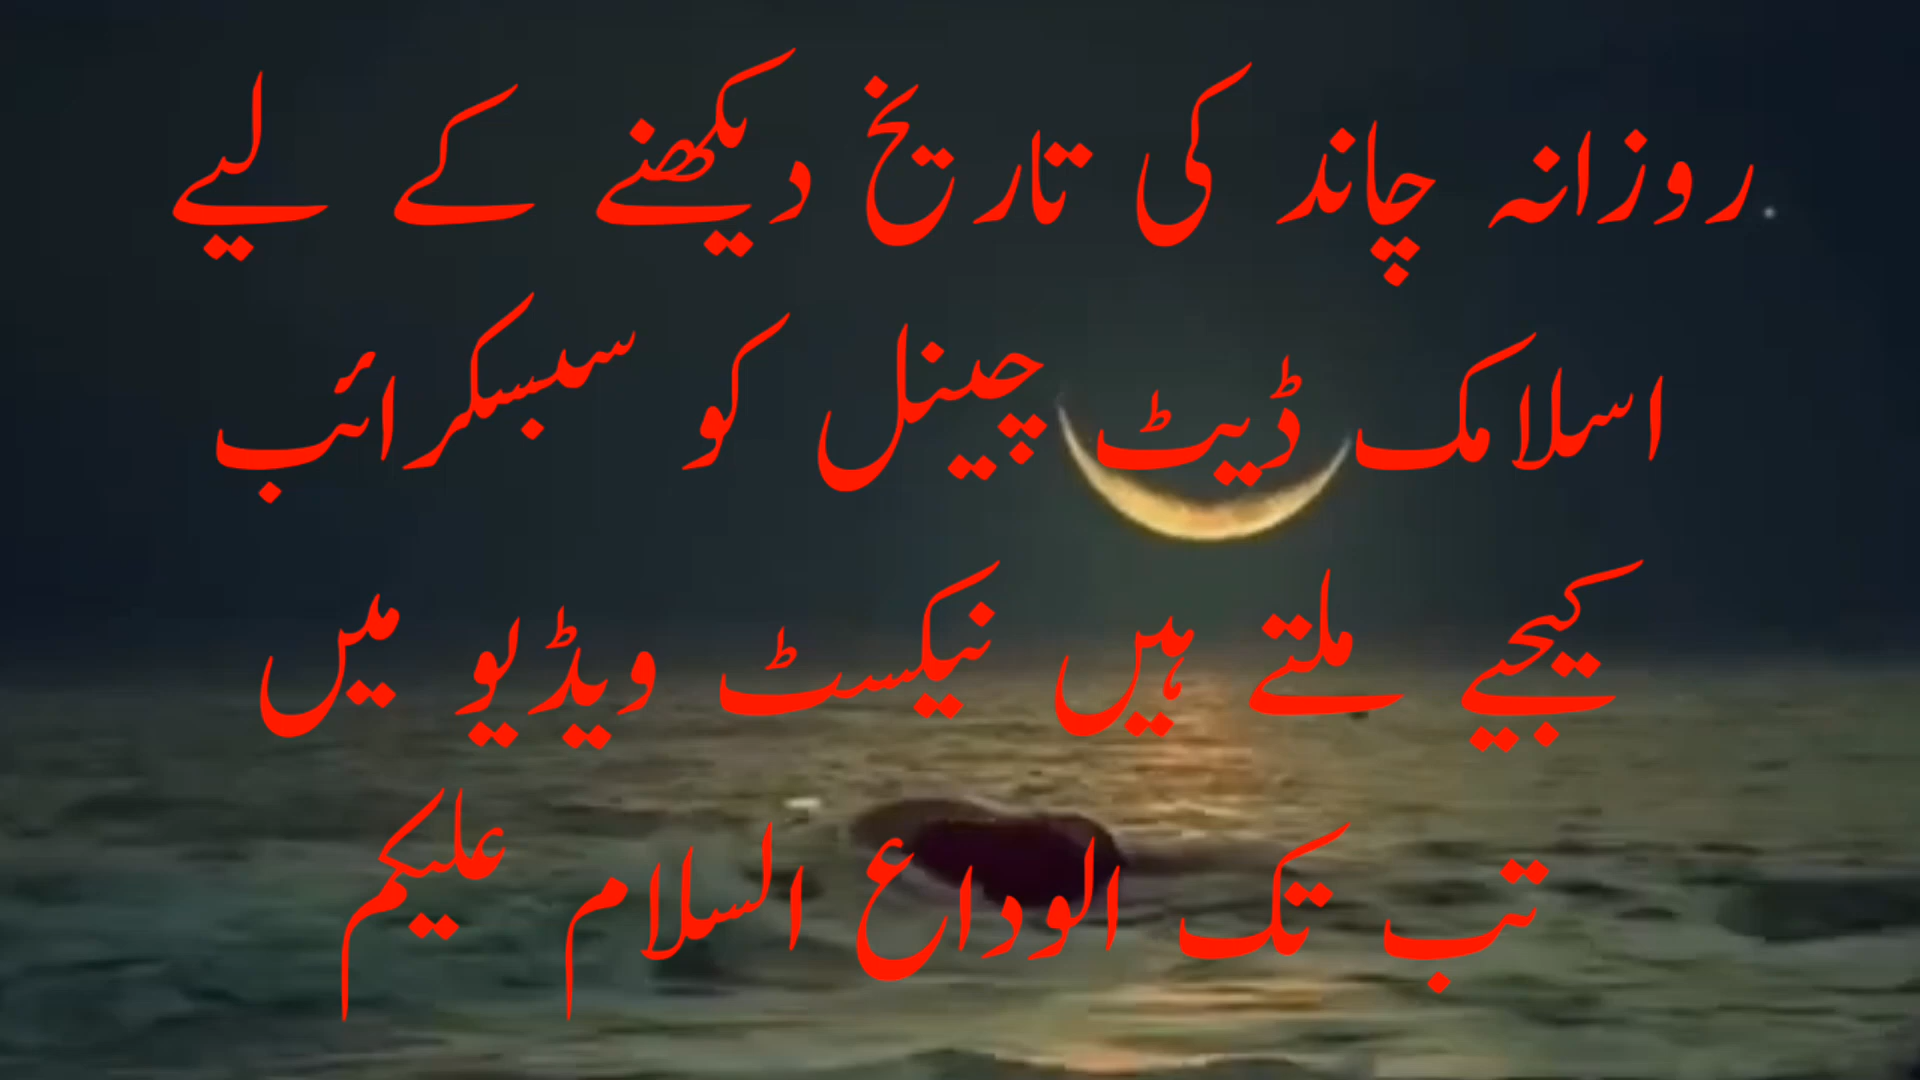 روزانہ چاند کی تاریخ دیکھنے کے لیے
اسلامک ڈیٹ چینل کو سبسکرائب
کیجیے ملتے ہیں نیکسٹ ویڈیو میں
تب تک الوداع السلام علیکم